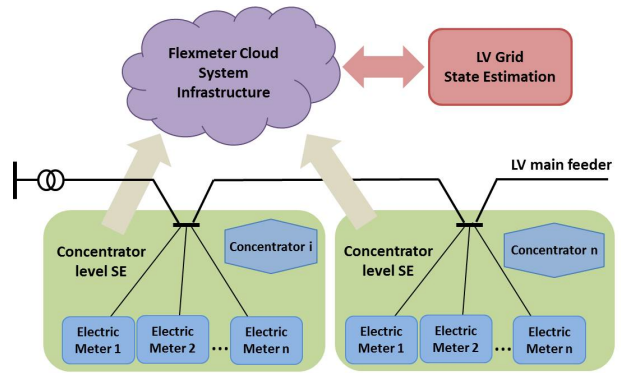 Flexmeter Cloud
System
Infrastructure
LV Grid
State Estimation
LV main feeder
Concentrator
level SE
Concentrator i
Electric
Meter 1
Electric
Meter 2
...
Electric
Meter n
Concentrator
level SE
Concentrator n
Electric
Meter 1
Electric
Meter 2
...
Electric
Meter n